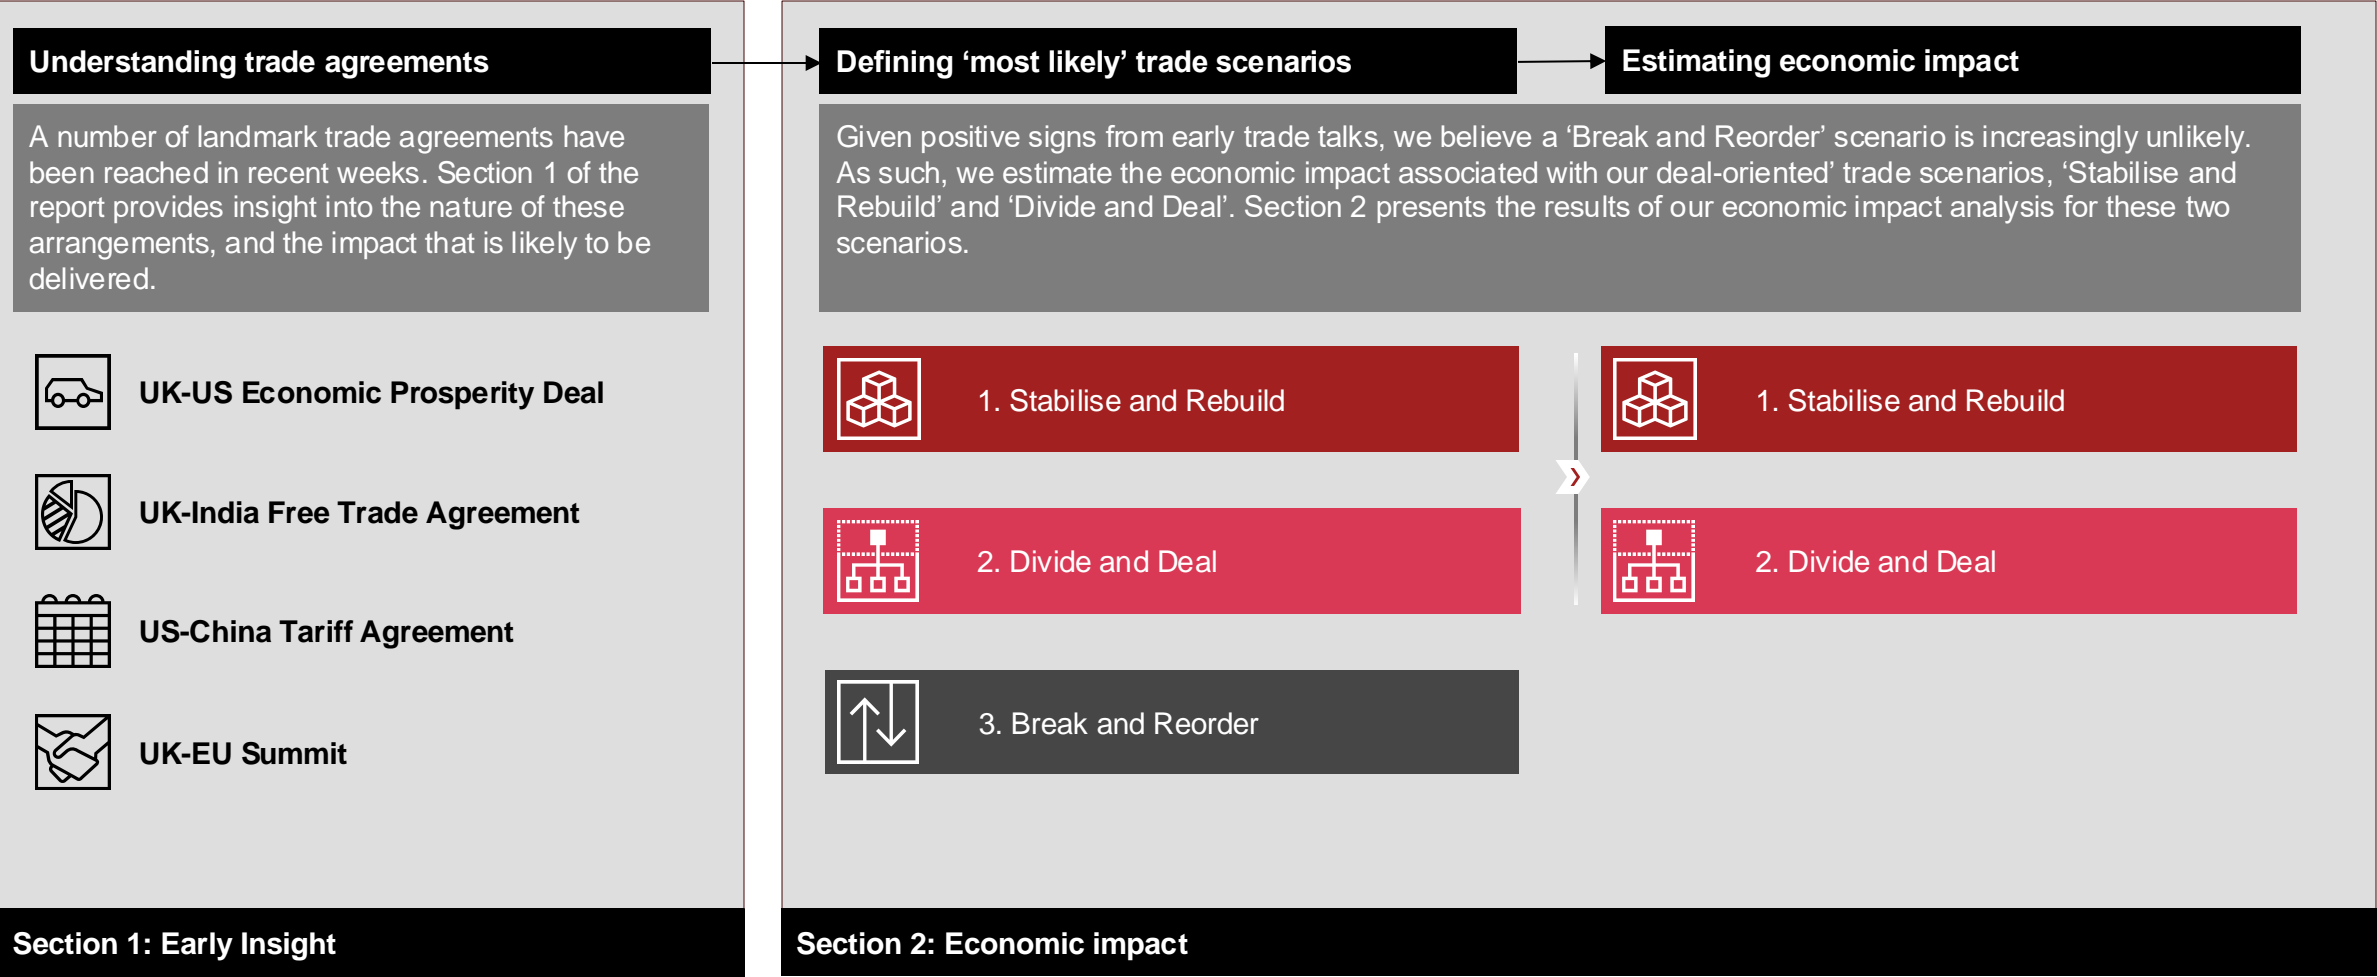 Understanding trade agreements
A number of landmark trade agreements have
been reached in recent weeks. Section 1 of the
report provides insight into the nature of these
arrangements, and the impact that is likely to be
delivered.
UK-US Economic Prosperity Deal
UK-India Free Trade Agreement
US-China Tariff Agreement
UK-EU Summit
Section 1: Early Insight
Defining ‘most likely’ trade scenarios
Estimating economic impact
Given positive signs from early trade talks, we believe a ‘Break and Reorder’ scenario is increasingly unlikely.
As such, we estimate the economic impact associated with our deal-oriented’ trade scenarios, ‘Stabilise and
Rebuild’ and ‘Divide and Deal’. Section 2 presents the results of our economic impact analysis for these two
scenarios.
1. Stabilise and Rebuild
2. Divide and Deal
3. Break and Reorder
1. Stabilise and Rebuild
2. Divide and Deal
Section 2: Economic impact